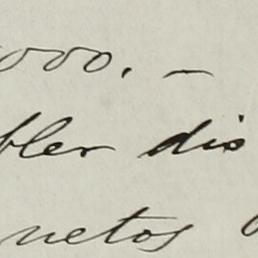 000. —
bler dis
netos